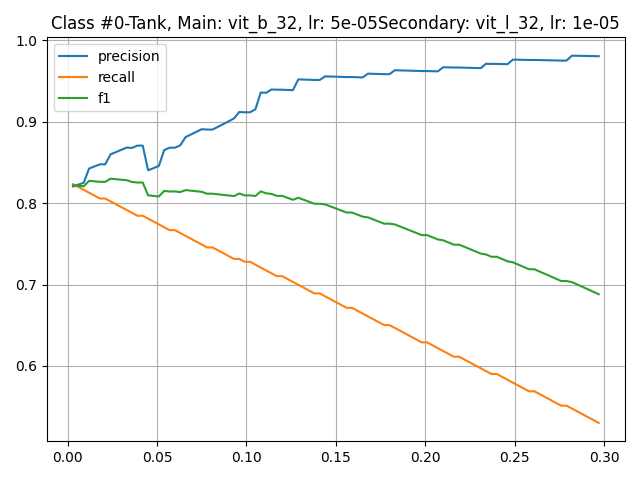 Class #0-Tank, Main: vit_b_32, lr: 5e-05Secondary: vit_l_32, lr: 1e-05
precision
recall
f1
1.0
0.9
0.8
0.7
0.6
0.00 0.05 0.10 0.15 0.20 0.25 0.30